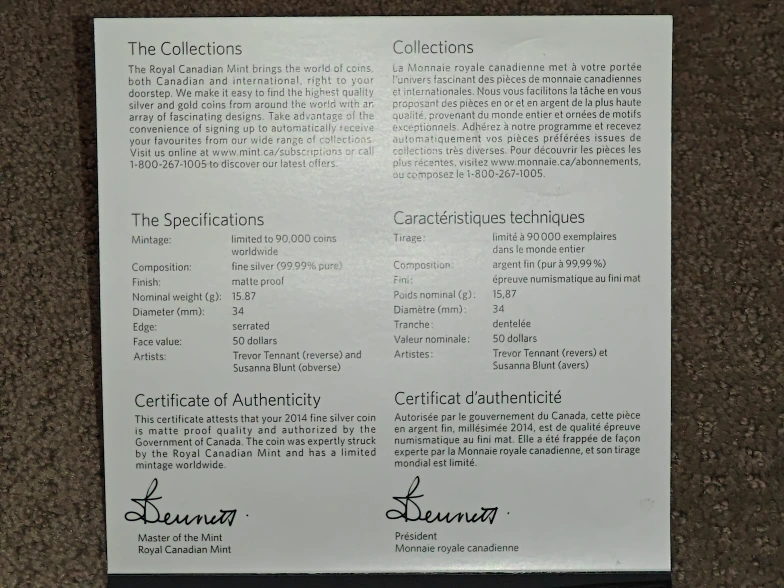 The Collections
The Royal Canadian Mint brings the world of coins,
both Canadian and international, right to your
doorstep. We make it easy to find the highest quality
silver and gold coins from around the world with an
array of fascinating designs. Take advantage of the
convenience of signing up to automatically receive
your favourites from our wide range of collections.
Visit us online at www.mint.ca/subscriptions or call
1-800-267-1005 to discover our latest offers.
The Specifications
Mintage: limited to 90,000 coins
worldwide
Composition: fine silver (99.99% pure)
Finish: matte proof
Nominal weight (g): 15.87
Diameter (mm): 34
Edge: serrated
Face value: 50 dollars
Artists: Trevor Tennant (reverse) and
Susanna Blunt (obverse)
Certificate of Authenticity
This certificate attests that your 2014 fine silver coin
is matte proof quality and authorized by the
Government of Canada. The coin was expertly struck
by the Royal Canadian Mint and has a limited
mintage worldwide.
Bennett
Master of the Mint
Royal Canadian Mint
Collections
La Monnaie royale canadienne met à votre portée
l'univers fascinant des pièces de monnaie canadiennes
et internationales. Nous vous facilitons la tâche en vous
proposant des pièces en or et en argent de la plus haute
qualité, provenant du monde entier et ornées de motifs
exceptionnels. Adhérez à notre programme et recevez
automatiquement vos pièces préférées issues de
collections très diverses. Pour découvrir les pièces les
plus récentes, visitez www.monnaie.ca/abonnements,
ou composez le 1-800-267-1005.
Caractéristiques techniques
Tirage: limité à 90 000 exemplaires
dans le monde entier
Composition: argent fin (pur à 99,99 %)
Fini: épreuve numismatique au fini mat
Poids nominal (g): 15,87
Diamètre (mm): 34
Tranche: dentelée
Valeur nominale: 50 dollars
Artistes: Trevor Tennant (revers) et
Susanna Blunt (avers)
Certificat d'authenticité
Autorisée par le gouvernement du Canada, cette pièce
en argent fin, millésimée 2014, est de qualité épreuve
numismatique au fini mat. Elle a été frappée de façon
experte par la Monnaie royale canadienne, et son tirage
mondial est limité.
Bennett
Président
Monnaie royale canadienne